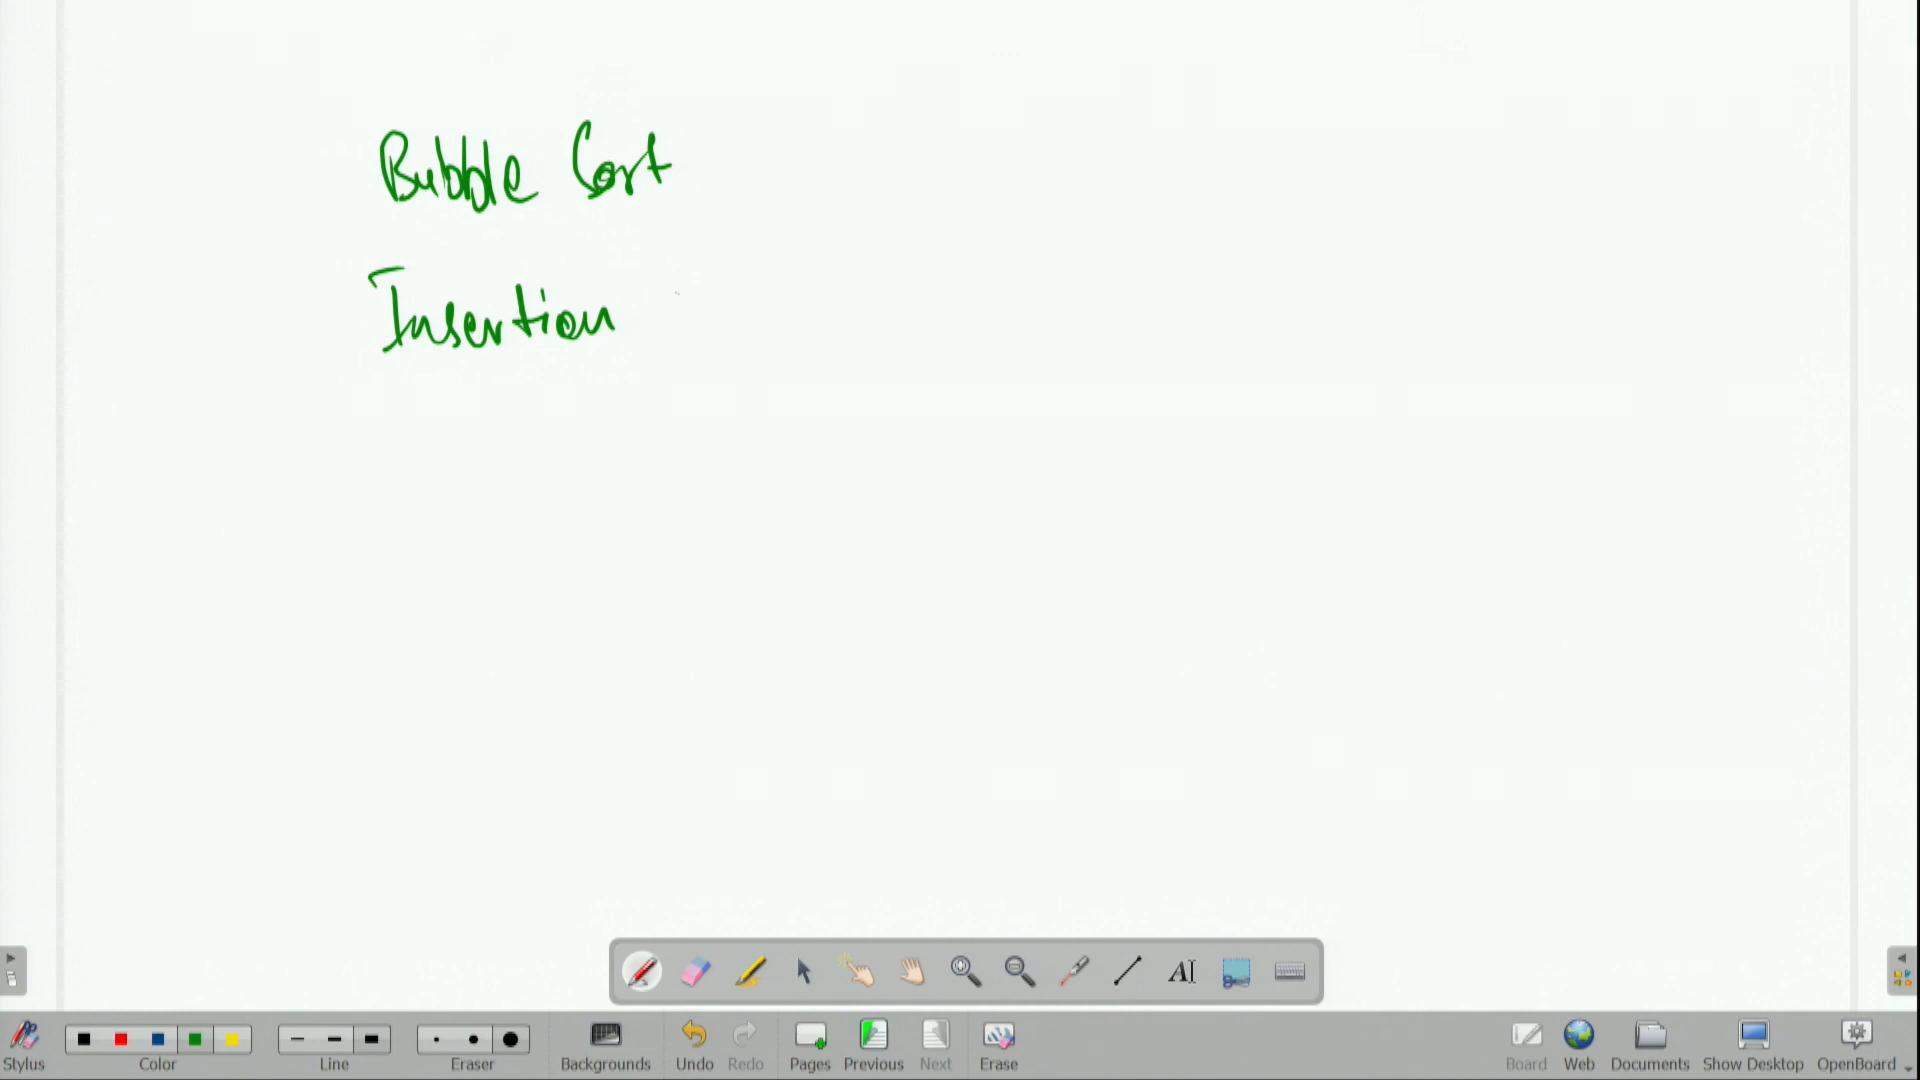 Bubble Sort
Insertion
Stylus
Color
Line
Eraser
Backgrounds
Undo
Redo
Pages
Previous
Next
Erase
Board
Web
Documents
Show Desktop
OpenBoard